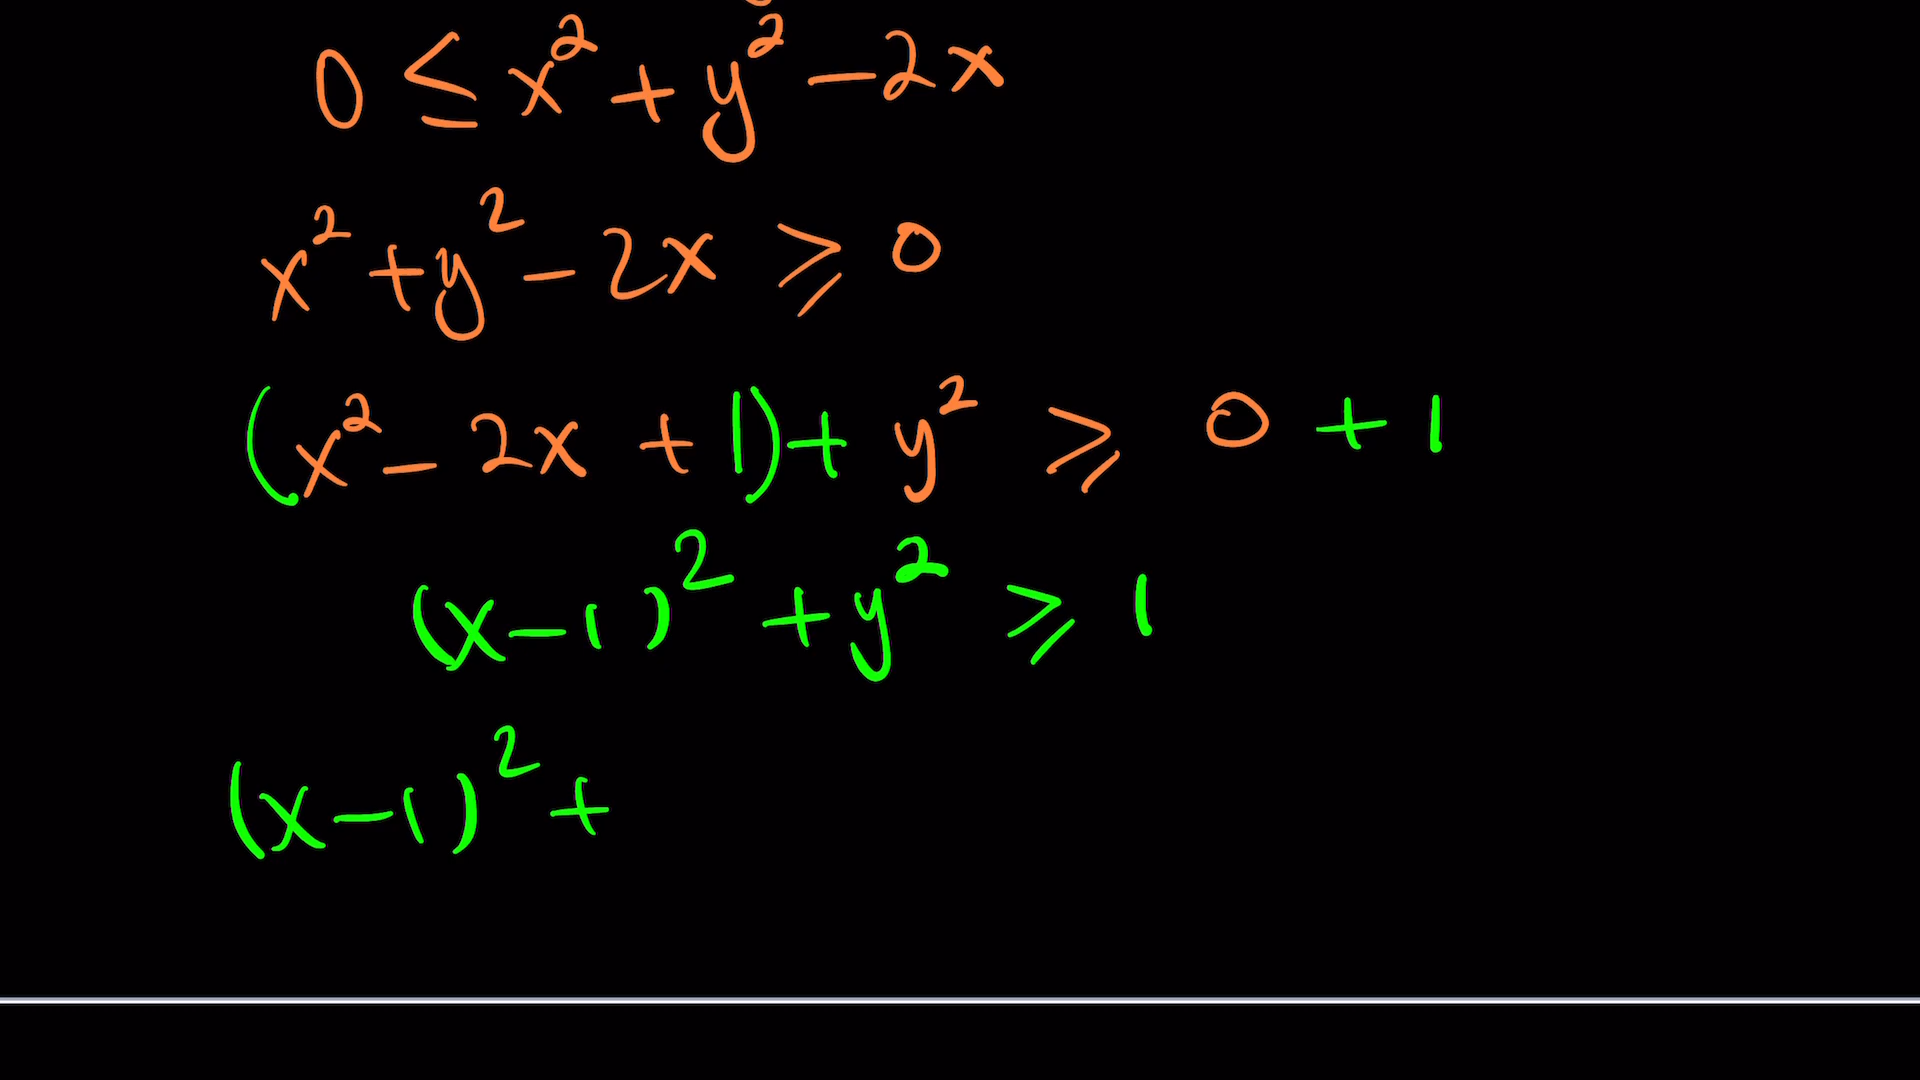 0 ≤ x² + y² - 2x
x² + y² - 2x ≥ 0
(x² - 2x + 1) + y² ≥ 0 + 1
(x-1)² + y² ≥ 1
(x-1)² +